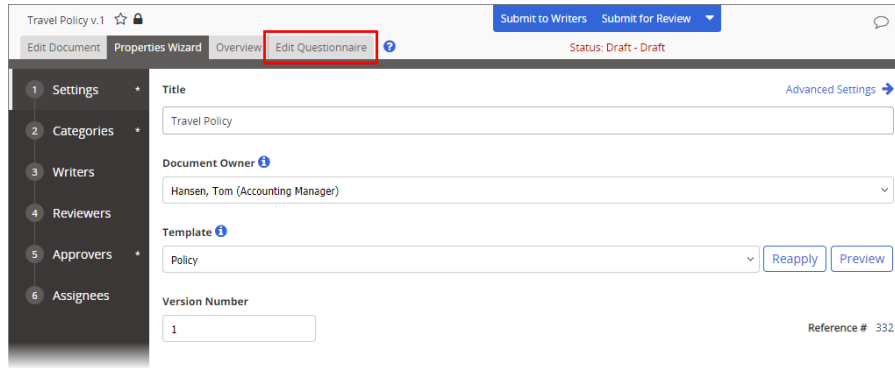 Travel Policy v.1
Submit to Writers Submit for Review
Edit Document Properties Wizard Overview Edit Questionnaire ?
Status: Draft - Draft
1 Settings *
2 Categories *
3 Writers
4 Reviewers
5 Approvers *
6 Assignees
Title
Advanced Settings
Travel Policy
Document Owner i
Hansen, Tom (Accounting Manager)
Template i
Policy
Reapply Preview
Version Number
1
Reference # 332